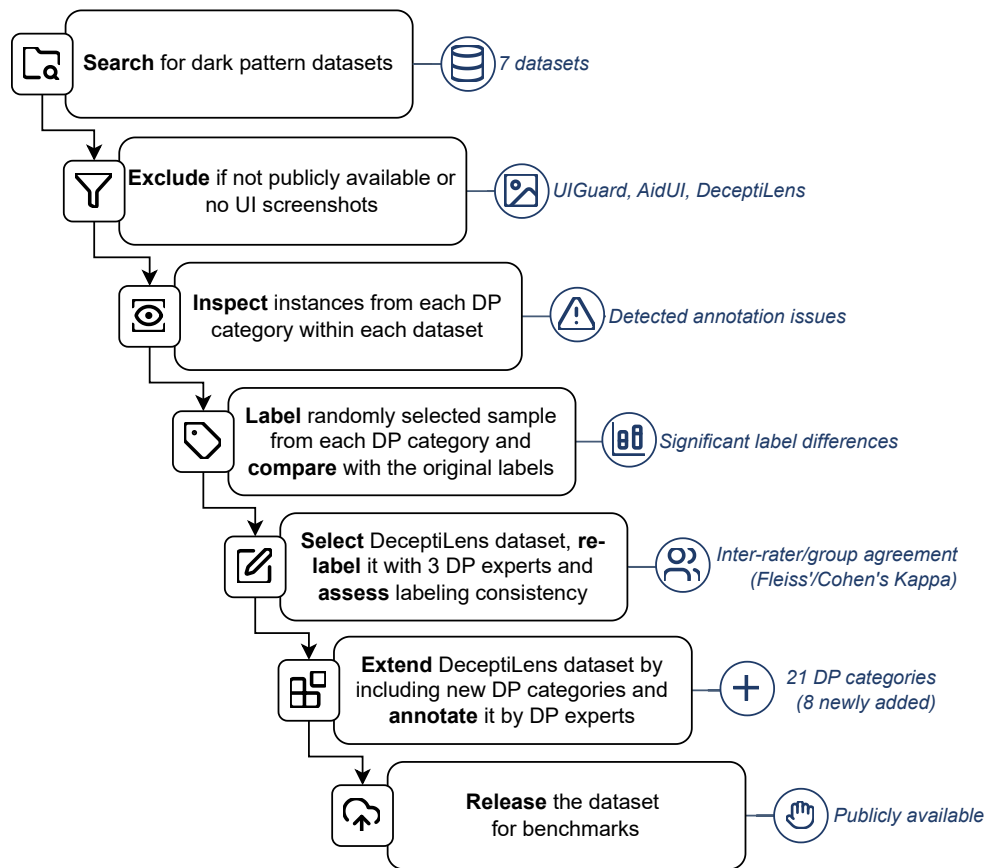 Search for dark pattern datasets
7 datasets
Exclude if not publicly available or
no UI screenshots
UIGuard, AidUI, DeceptiLens
Inspect instances from each DP
category within each dataset
Detected annotation issues
Label randomly selected sample
from each DP category and
compare with the original labels
Significant label differences
Select DeceptiLens dataset, re-
label it with 3 DP experts and
assess labeling consistency
Inter-rater/group agreement
(Fleiss'/Cohen's Kappa)
Extend DeceptiLens dataset by
including new DP categories and
annotate it by DP experts
21 DP categories
(8 newly added)
Release the dataset
for benchmarks
Publicly available